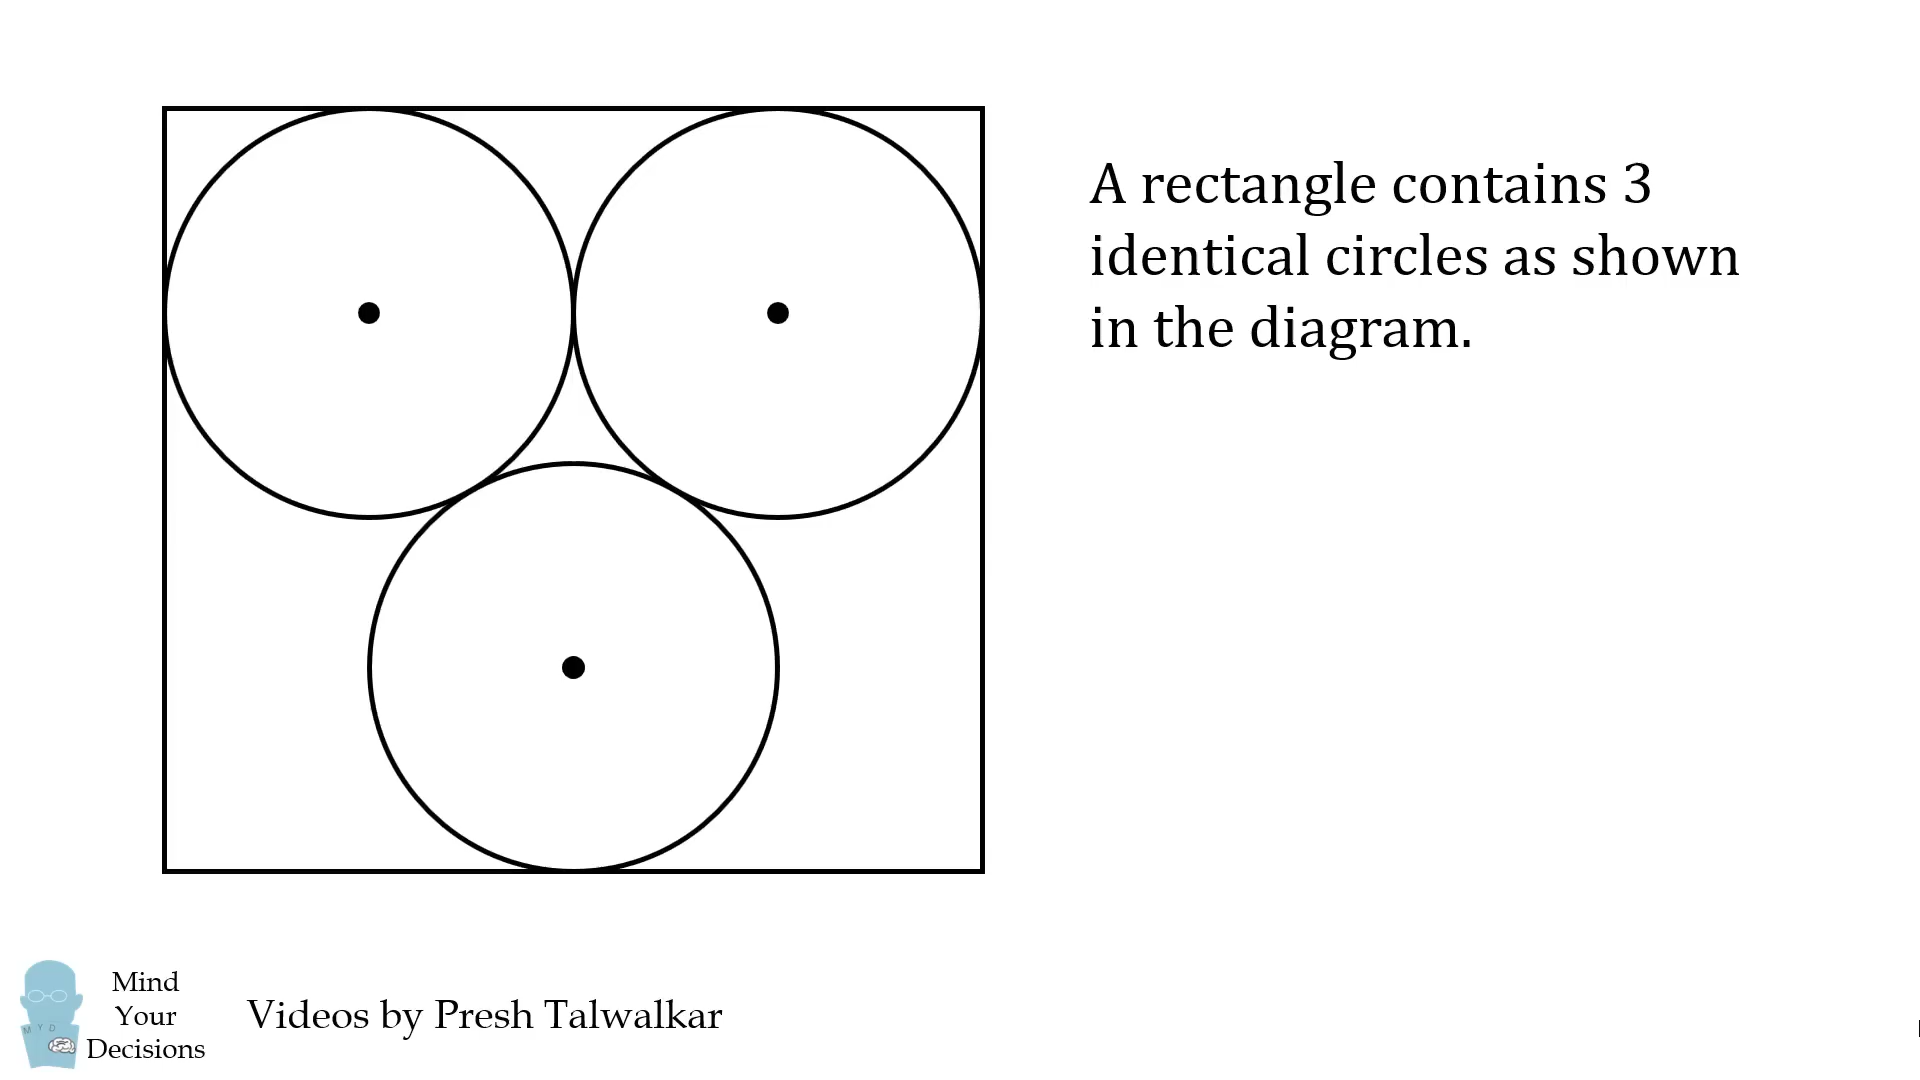 A rectangle contains 3
identical circles as shown
in the diagram.
Mind
Your
Decisions
M Y D
Videos by Presh Talwalkar